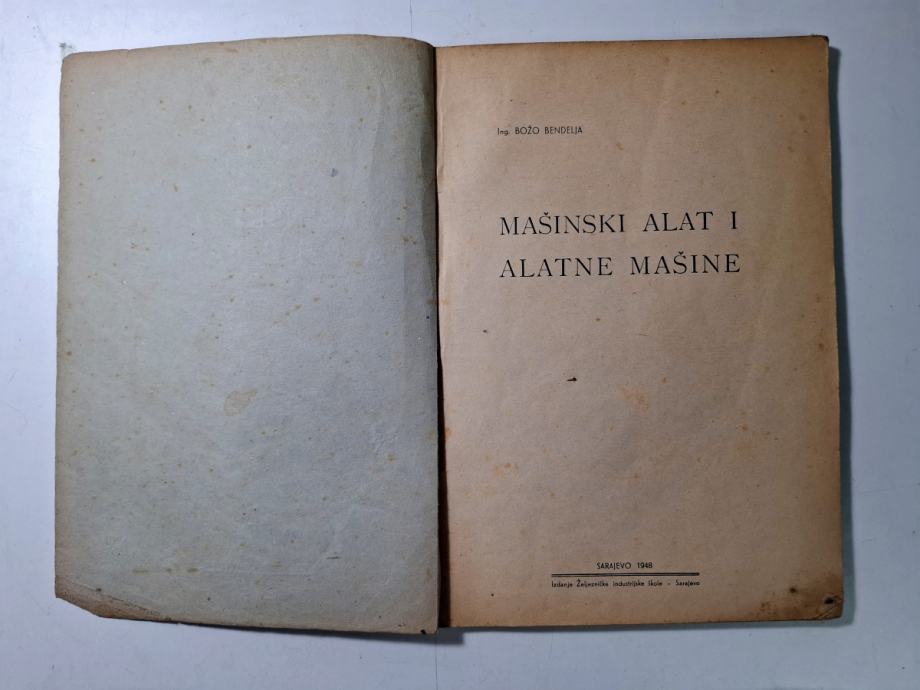 Ing. BOŽO BENDELJA
MAŠINSKI ALAT I
ALATNE MAŠINE
SARAJEVO 1948
Izdanje Željezničke industrijske škole - Sarajevo